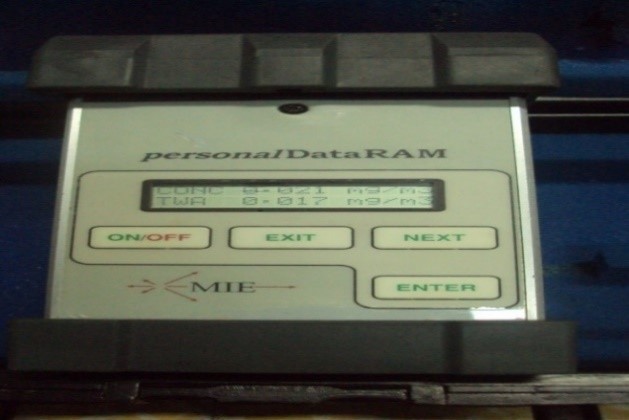 personalDataRAM
CONC 0.021 mg/m3
TWA 0.017 mg/m3
ON/OFF EXIT NEXT
MIE
ENTER